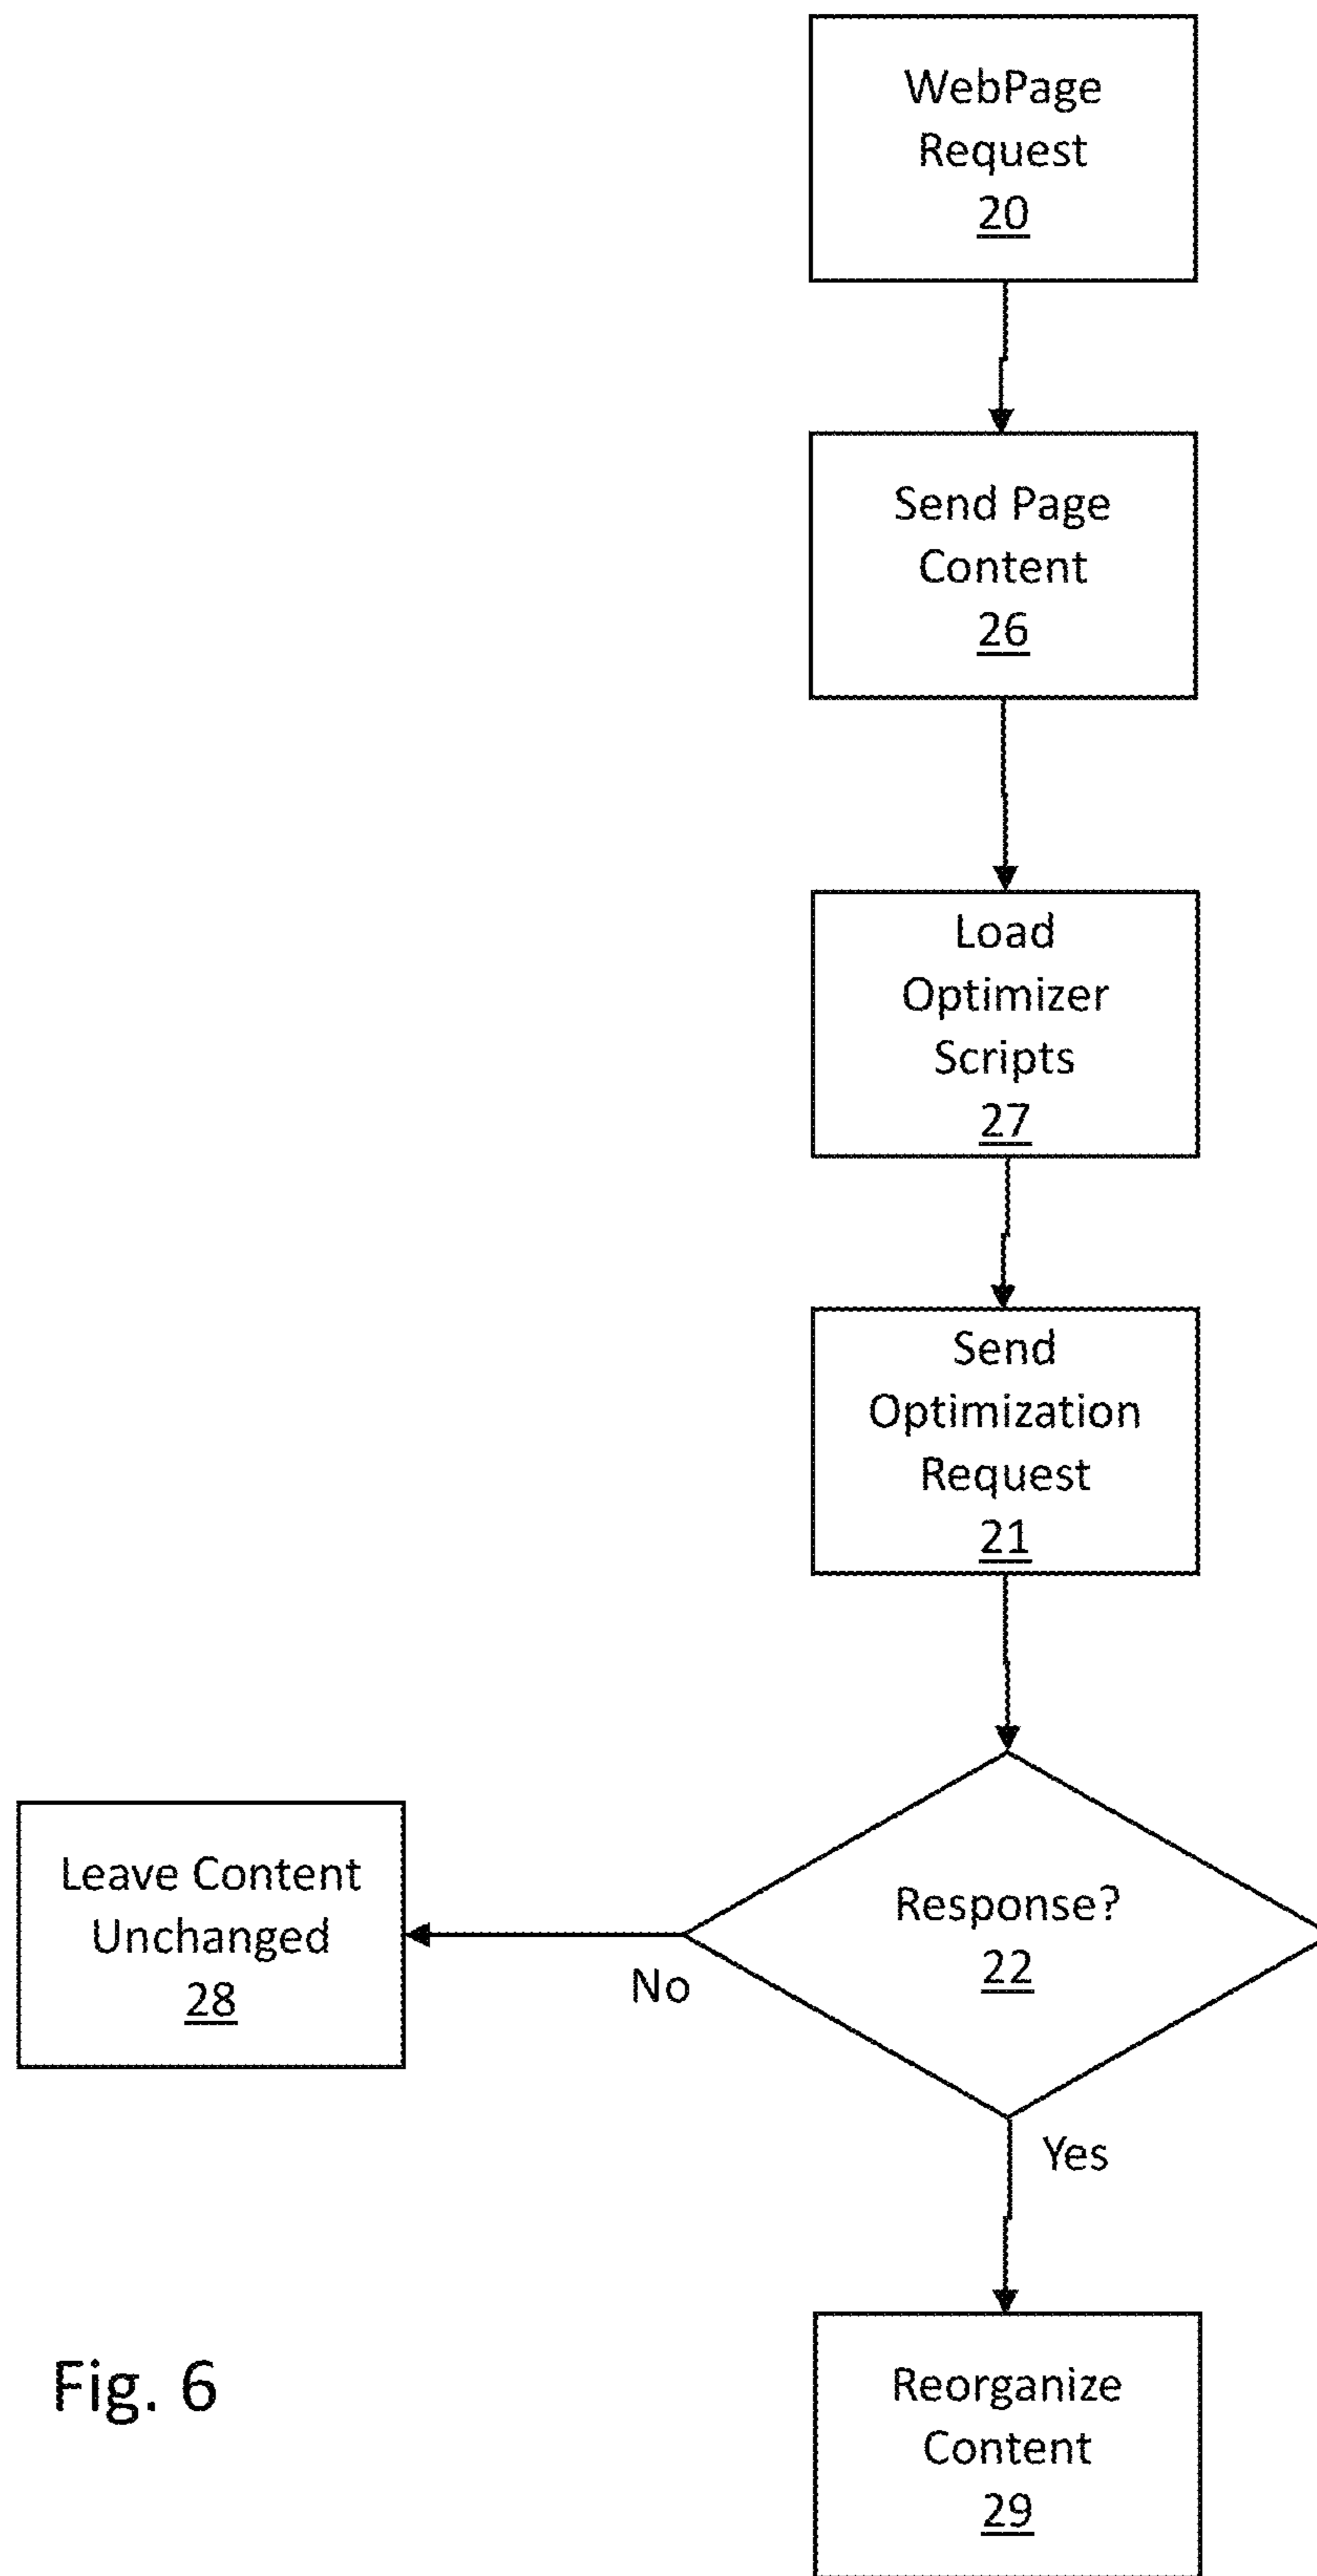 WebPage
Request
20
Send Page
Content
26
Load
Optimizer
Scripts
27
Send
Optimization
Request
21
Response?
22
No
Leave Content
Unchanged
28
Yes
Reorganize
Content
29
Fig. 6